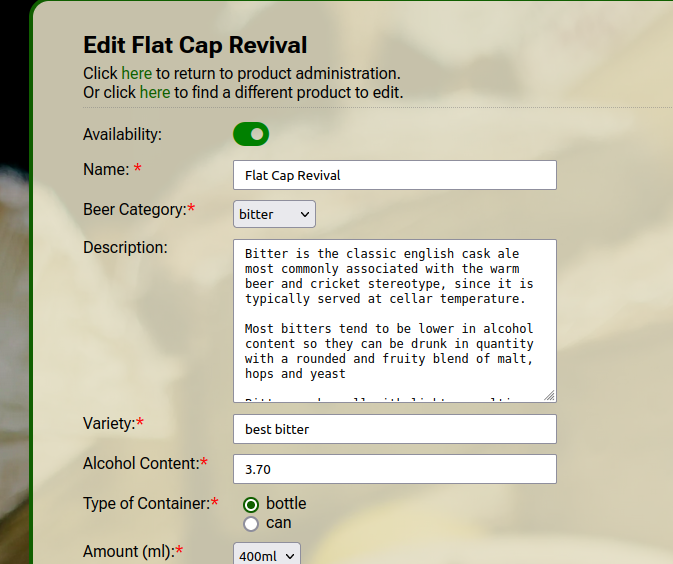 Edit Flat Cap Revival
Click here to return to product administration.
Or click here to find a different product to edit.
Availability:
Name: *
Flat Cap Revival
Beer Category:*
bitter
Description:
Bitter is the classic english cask ale
most commonly associated with the warm
beer and cricket stereotype, since it is
typically served at cellar temperature.
Most bitters tend to be lower in alcohol
content so they can be drunk in quantity
with a rounded and fruity blend of malt,
hops and yeast
Variety:*
best bitter
Alcohol Content:*
3.70
Type of Container:*
bottle
can
Amount (ml):*
400ml